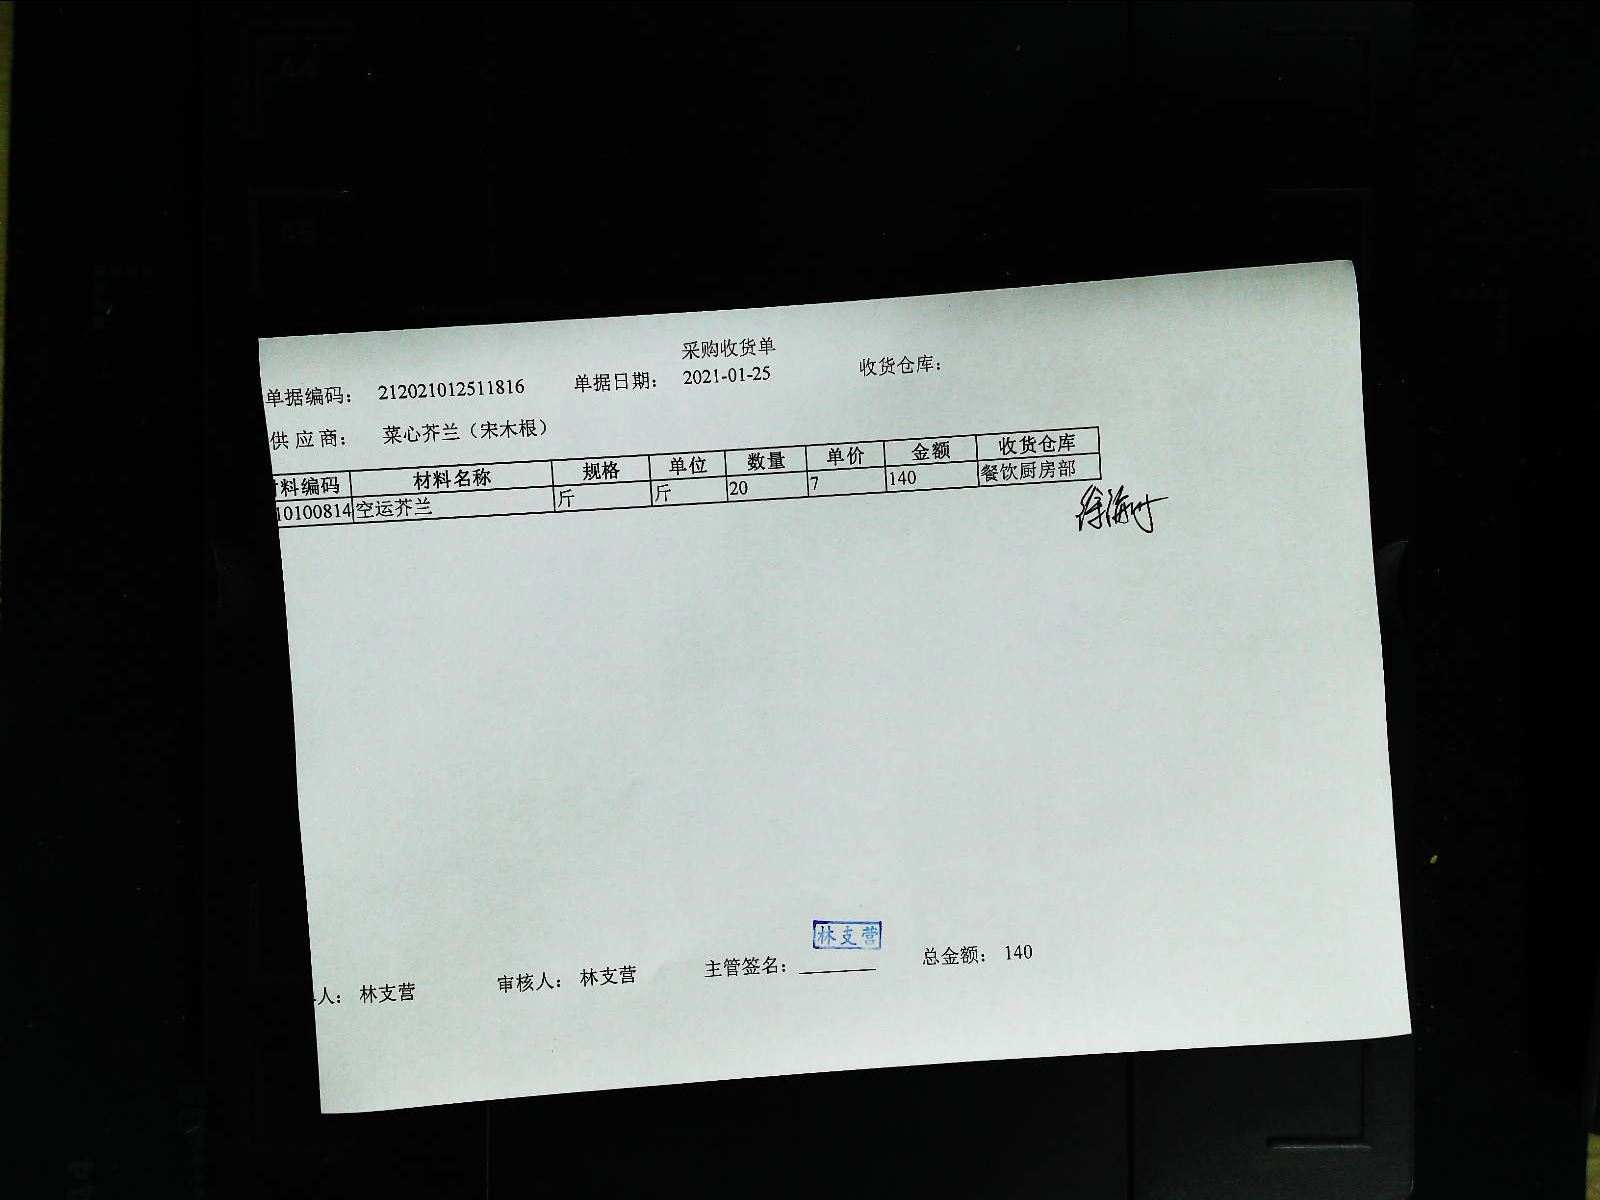 采购收货单
单据编码： 212021012511816 单据日期： 2021-01-25 收货仓库：
供 应 商： 菜心芥兰（宋木根）
料编码 材料名称 规格 单位 数量 单价 金额 收货仓库
10100814 空运芥兰 斤 斤 20 7 140 餐饮厨房部
林支营
人： 林支营 审核人： 林支营 主管签名： 总金额： 140